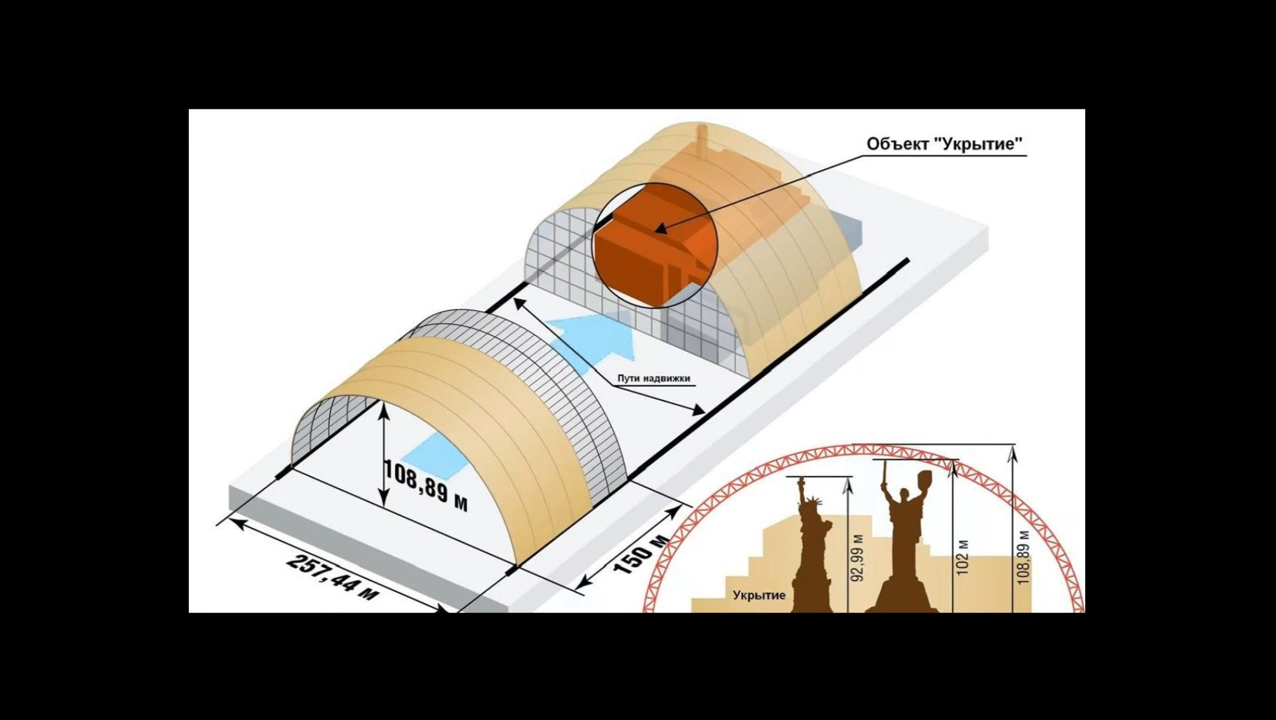 Объект "Укрытие"
Пути надвижки
108,89 м
257,44 м
150 м
92,99 м
102 м
108,89 м
Укрытие